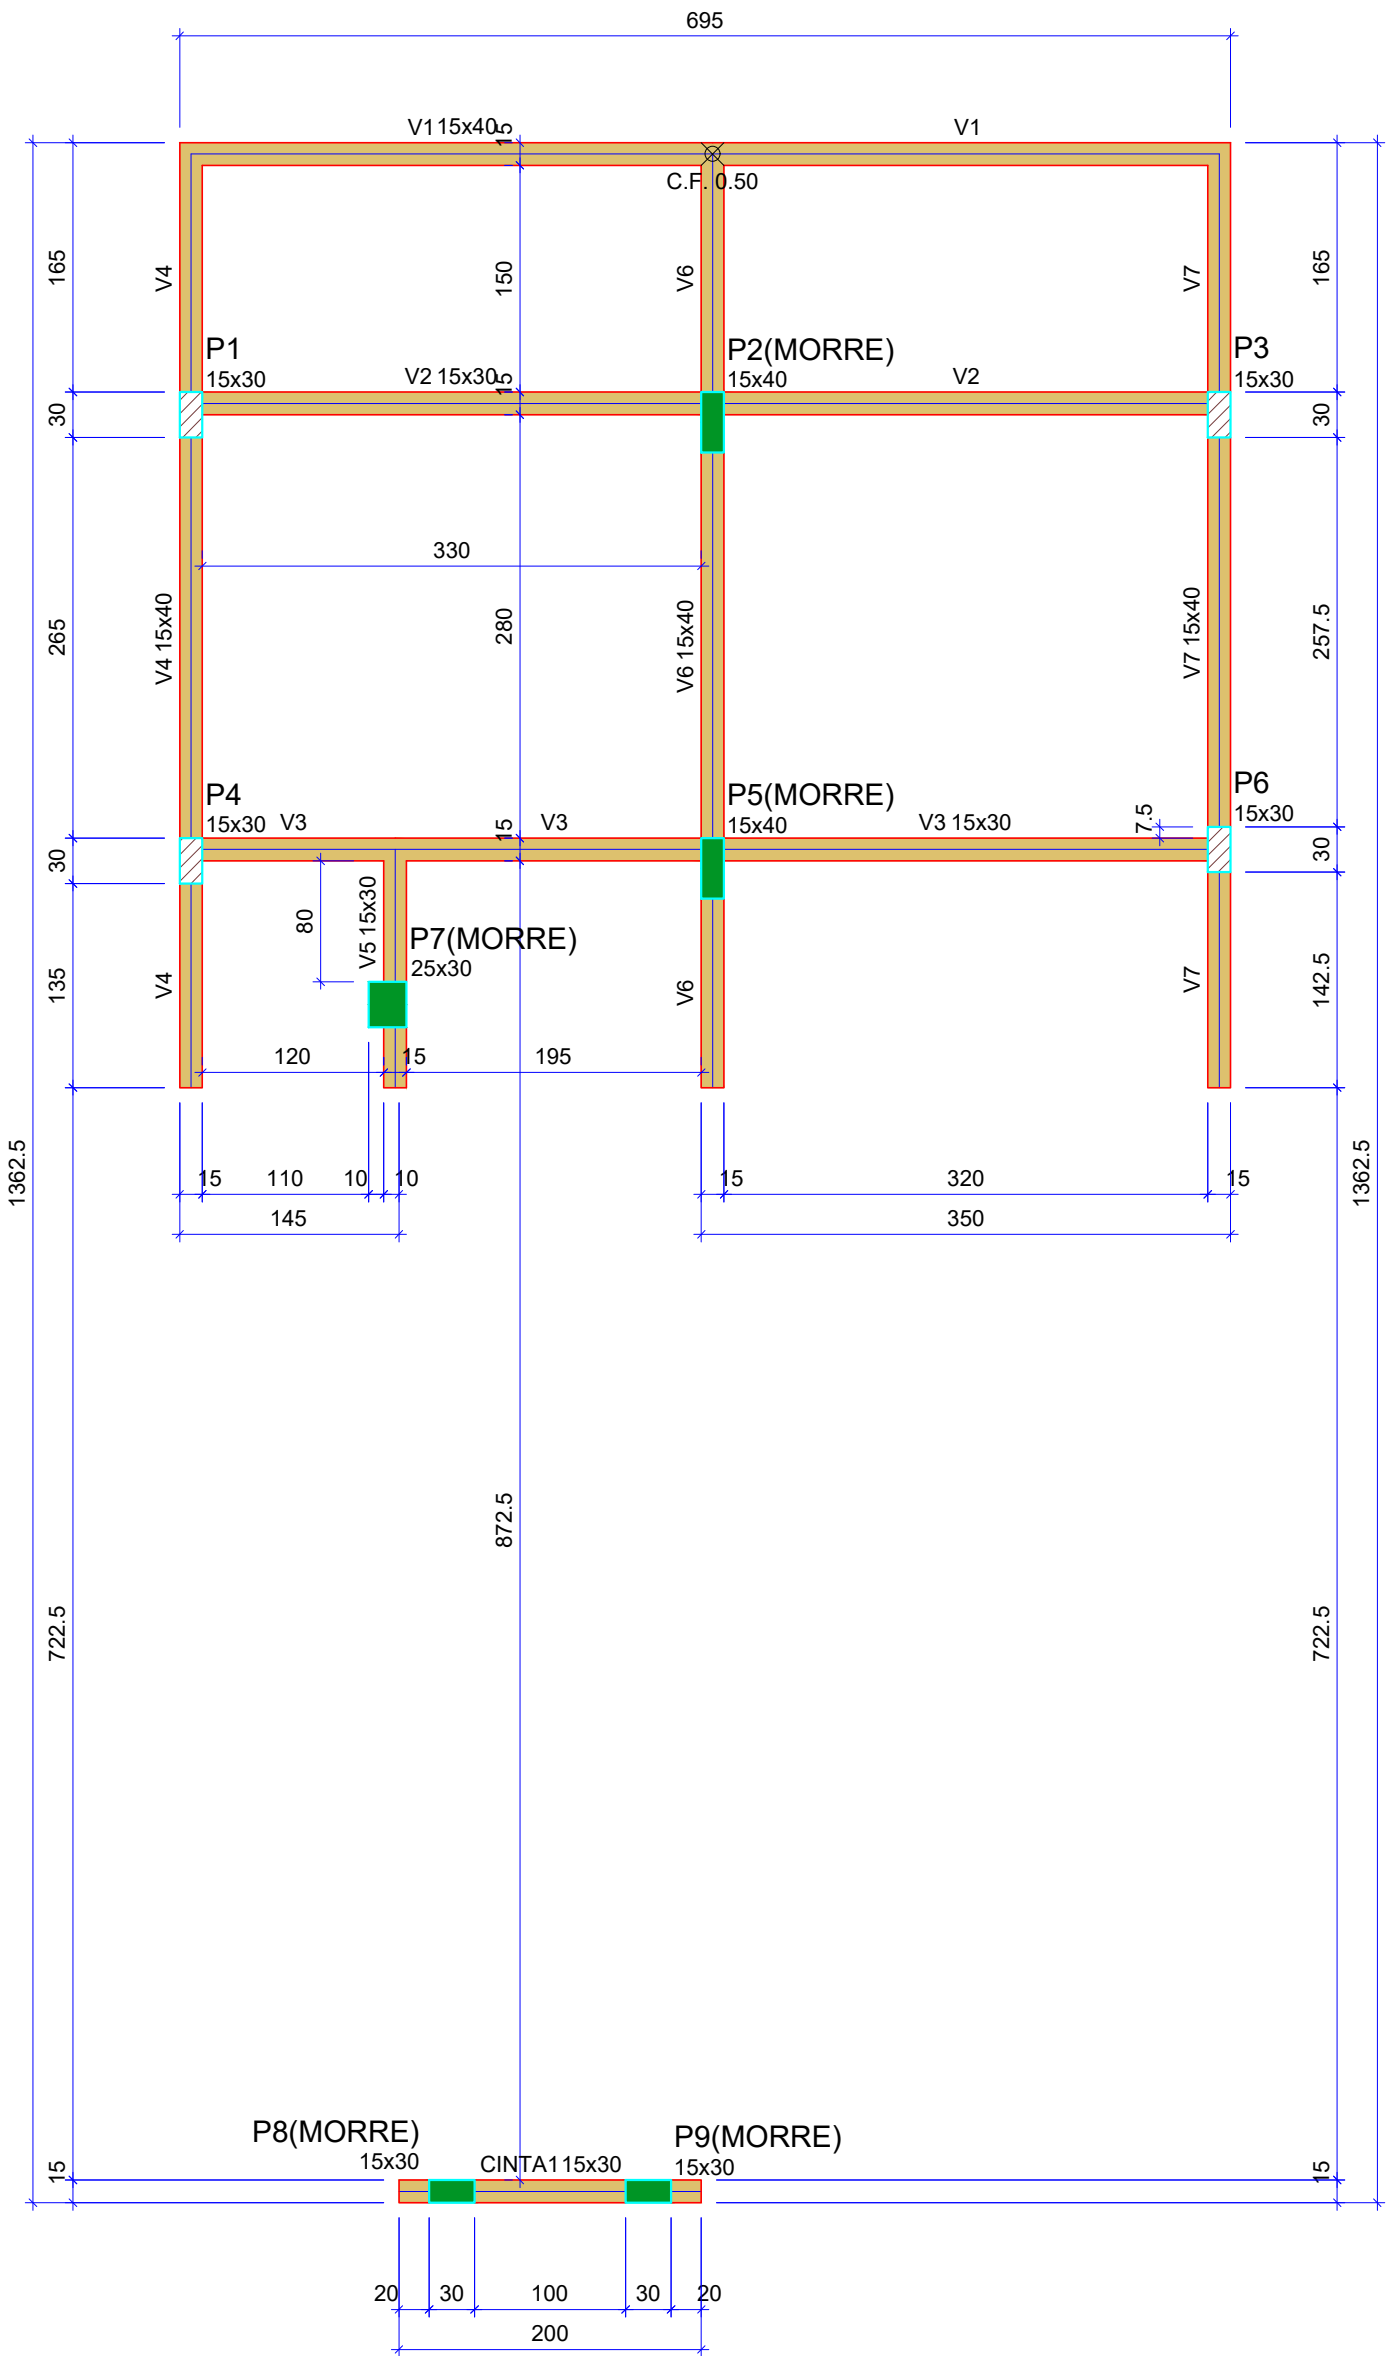 695
V1 15x40
15
V1
C.F. 0.50
165
V4
150
V6
V7
165
P1
15x30
V2 15x30
15
P2(MORRE)
15x40
V2
P3
15x30
30
30
330
265
V4 15x40
280
V6 15x40
V7 15x40
257.5
P4
15x30
V3
15
V3
P5(MORRE)
15x40
V3 15x30
7.5
P6
15x30
30
30
80
V5 15x30
P7(MORRE)
25x30
135
V4
V6
V7
142.5
120
15
195
1362.5
15
110
10
10
15
320
15
1362.5
145
350
872.5
722.5
722.5
P8(MORRE)
15x30
CINTA1 15x30
P9(MORRE)
15x30
15
15
20
30
100
30
20
200